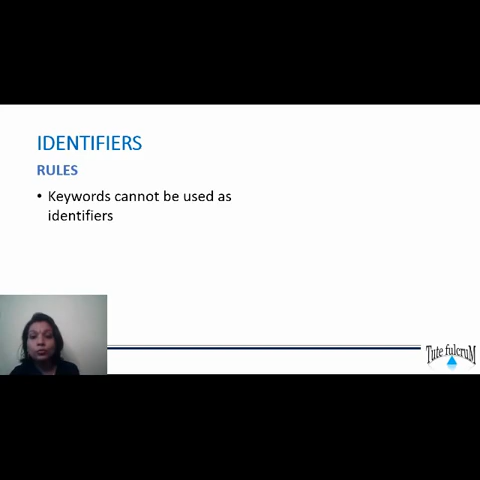 IDENTIFIERS
RULES
• Keywords cannot be used as
identifiers
Tute fulcruM